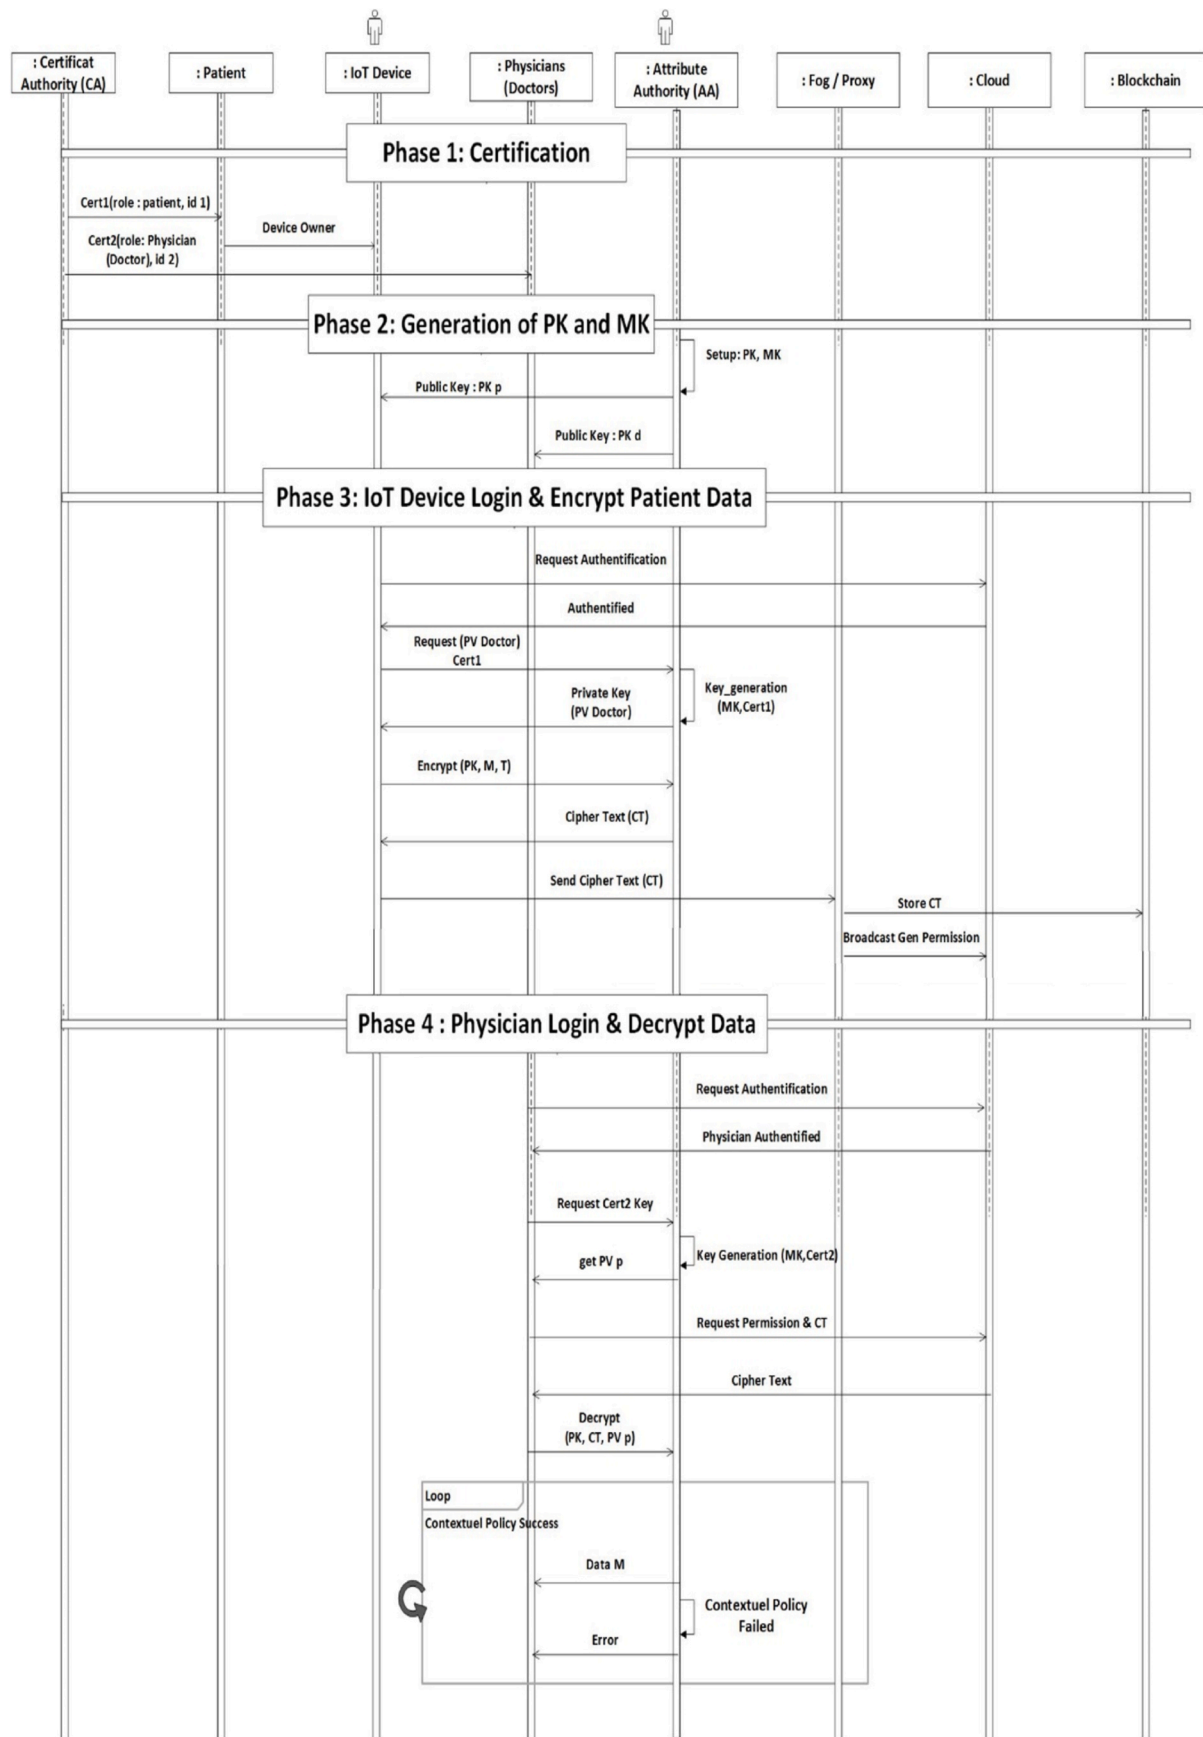 : Certificat
Authority (CA)
: Patient
: IoT Device
: Physicians
(Doctors)
: Attribute
Authority (AA)
: Fog / Proxy
: Cloud
: Blockchain
Phase 1: Certification
Cert1(role : patient, id 1)
Device Owner
Cert2(role: Physician
(Doctor), id 2)
Phase 2: Generation of PK and MK
Setup: PK, MK
Public Key : PK p
Public Key : PK d
Phase 3: IoT Device Login & Encrypt Patient Data
Request Authentification
Authentified
Request (PV Doctor)
Cert1
Private Key
(PV Doctor)
Key_generation
(MK,Cert1)
Encrypt (PK, M, T)
Cipher Text (CT)
Send Cipher Text (CT)
Store CT
Broadcast Gen Permission
Phase 4 : Physician Login & Decrypt Data
Request Authentification
Physician Authentified
Request Cert2 Key
Key Generation (MK,Cert2)
get PV p
Request Permission & CT
Cipher Text
Decrypt
(PK, CT, PV p)
Loop
Contextuel Policy Success
Data M
Contextuel Policy
Failed
Error